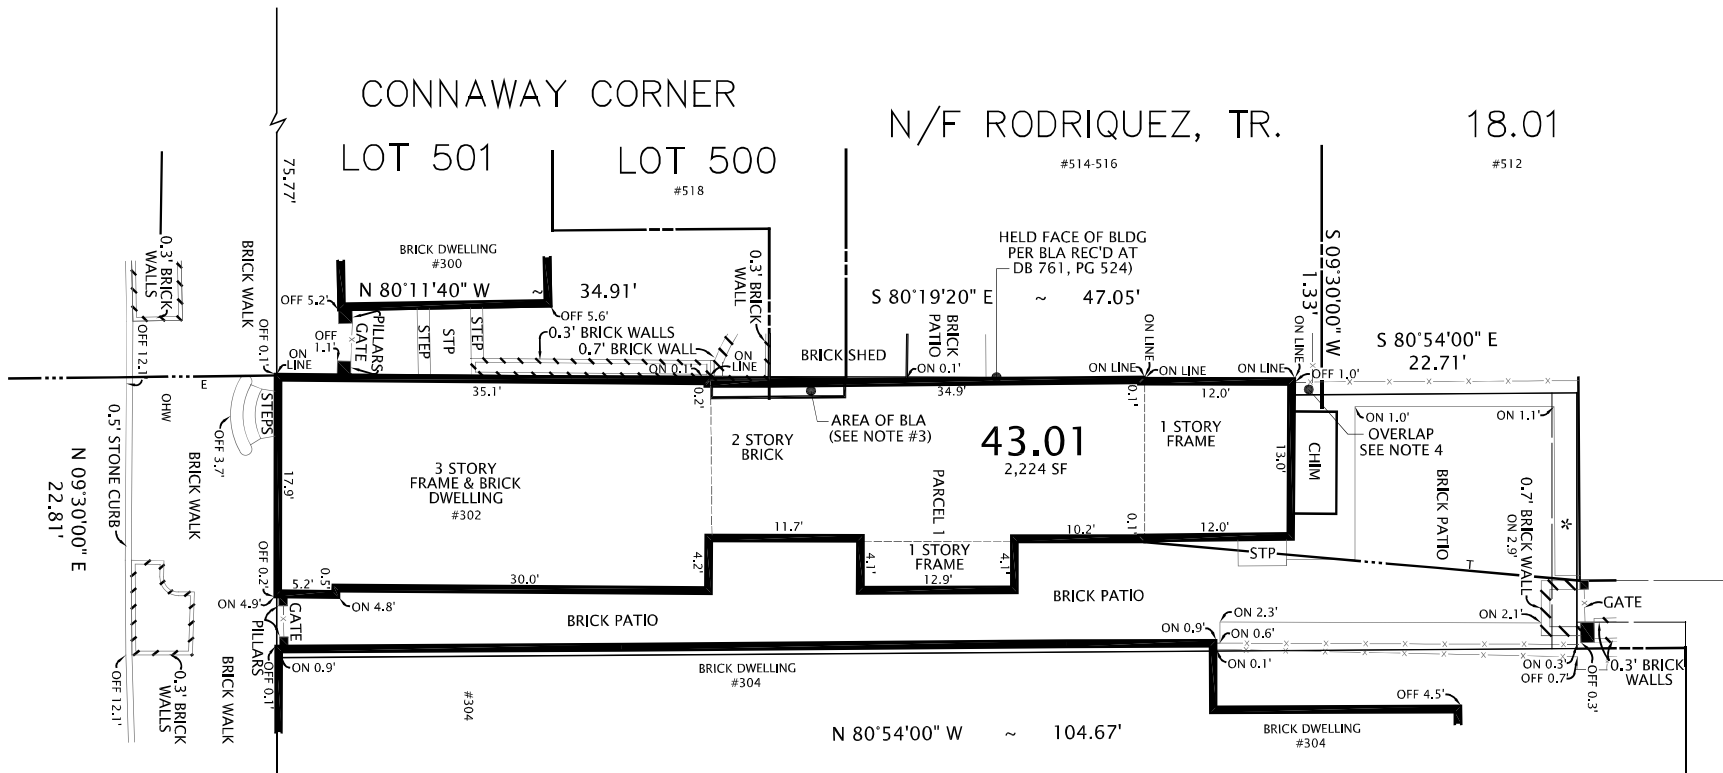 CONNAWAY CORNER
LOT 501
LOT 500
#518
N/F RODRIQUEZ, TR.
#514-516
18.01
#512
75.77'
BRICK DWELLING
#300
N 80°11'40" W ~ 34.91'
0.3' BRICK
WALL
HELD FACE OF BLDG
PER BLA REC'D AT
DB 761, PG 524)
S 80°19'20" E ~ 47.05'
S 09°30'00" W
1.33'
S 80°54'00" E
22.71'
0.3' BRICK
WALLS
BRICK WALK
OFF 5.2'
OFF 5.6'
PILLARS
GATE
STEP
STP
STEP
0.3' BRICK WALLS
0.7' BRICK WALL
OFF
1.1'
OFF 0.1'
ON
LINE
ON 0.1'
ON
LINE
BRICK SHED
BRICK
PATIO
ON 0.1'
ON LINE
ON LINE
ON LINE
ON LINE
OFF 1.0'
OFF 12.1'
E
OHW
STEPS
OFF 3.7'
0.5' STONE CURB
BRICK WALK
N 09°30'00" E
22.81'
35.1'
0.2'
34.9'
0.1'
12.0'
AREA OF BLA
(SEE NOTE #3)
2 STORY
BRICK
43.01
2,224 SF
1 STORY
FRAME
13.0'
CHIM
ON 1.0'
ON 1.1'
OVERLAP
SEE NOTE 4
3 STORY
FRAME & BRICK
DWELLING
#302
17.9'
PARCEL 1
BRICK PATIO
0.7' BRICK WALL
ON 2.9'
*
11.7'
10.2'
0.1'
12.0'
STP
T
4.2'
4.1'
1 STORY
FRAME
12.9'
4.1'
OFF 0.2'
5.2'
0.5'
30.0'
ON 4.9'
ON 4.8'
GATE
PILLARS
BRICK PATIO
BRICK PATIO
ON 2.3'
ON 0.9'
ON 0.6'
ON 0.1'
ON 2.1'
GATE
ON 0.3'
OFF 0.7'
OFF 0.3'
0.3' BRICK
WALLS
ON 0.9'
OFF 0.1'
BRICK WALK
0.3' BRICK
WALLS
OFF 12.1'
#304
BRICK DWELLING
#304
OFF 4.5'
N 80°54'00" W ~ 104.67'
BRICK DWELLING
#304